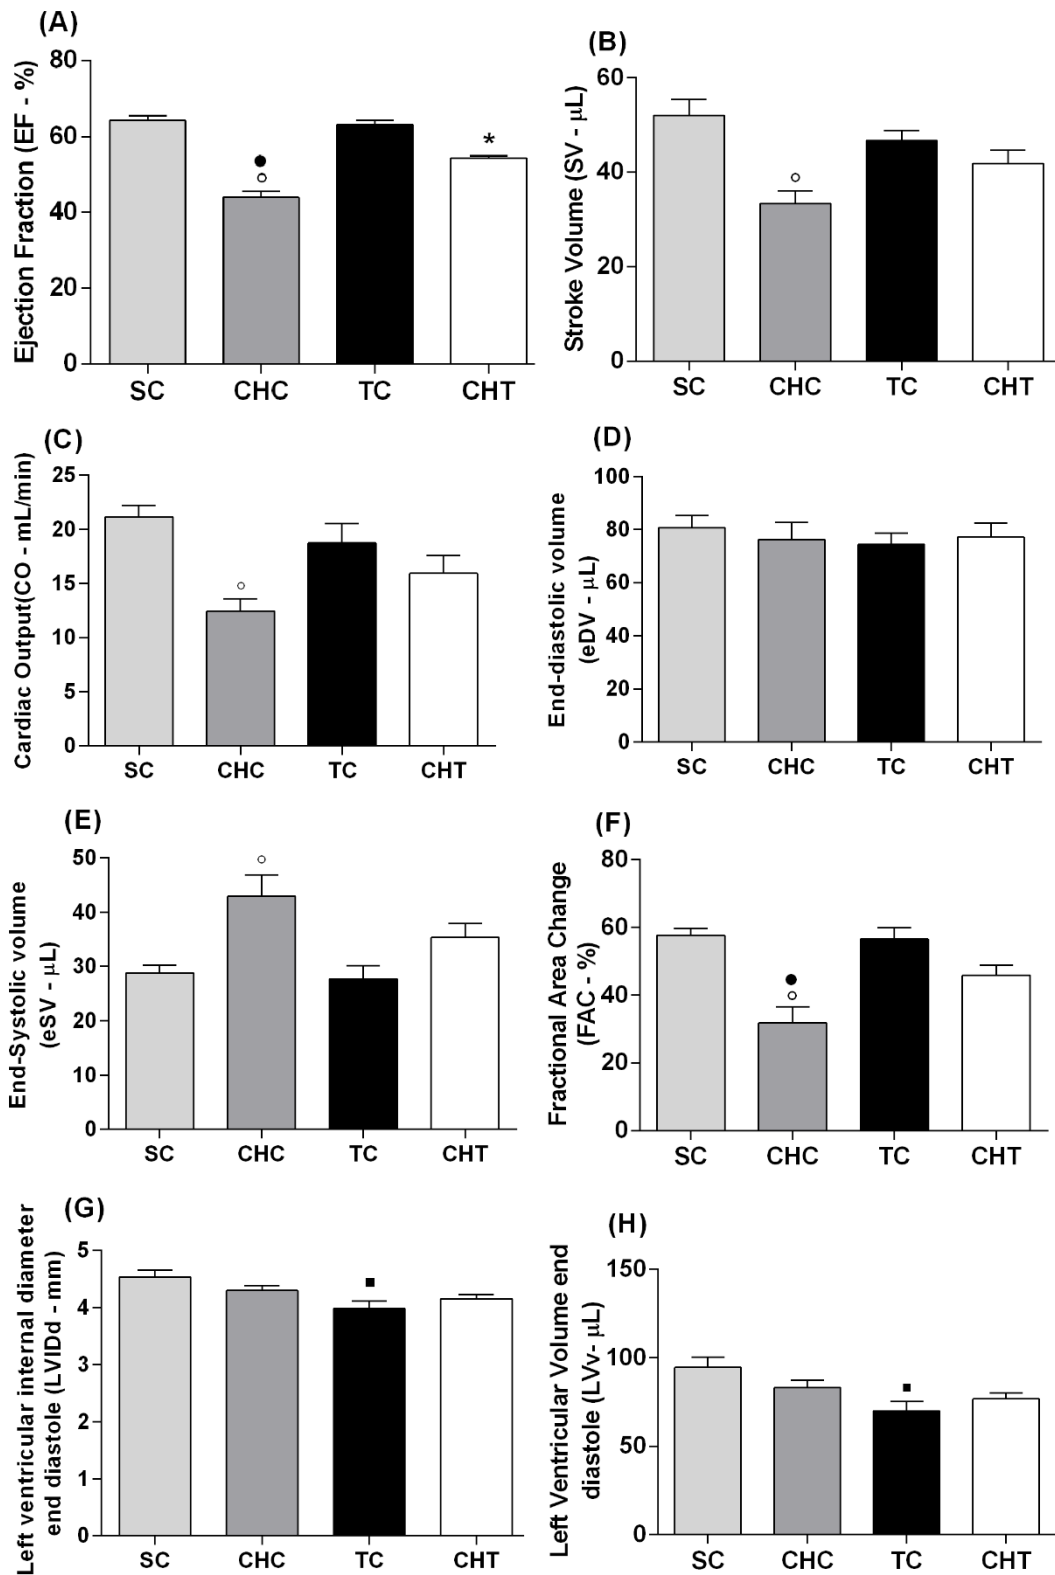 (A)
Ejection Fraction (EF - %)
80
60
40
20
0
*
SC CHC TC CHT
(B)
Stroke Volume (SV - μL)
60
40
20
0
SC CHC TC CHT
(C)
Cardiac Output(CO - mL/min)
25
20
15
10
5
0
SC CHC TC CHT
(D)
End-diastolic volume
(eDV - μL)
100
80
60
40
20
0
SC CHC TC CHT
(E)
End-Systolic volume
(eSV - μL)
50
40
30
20
10
0
SC CHC TC CHT
(F)
Fractional Area Change
(FAC - %)
80
60
40
20
0
SC CHC TC CHT
(G)
Left ventricular internal diameter
end diastole (LVIDd - mm)
5
4
3
2
1
0
SC CHC TC CHT
(H)
Left Ventricular Volume end
diastole (LVv- μL)
150
100
50
0
SC CHC TC CHT